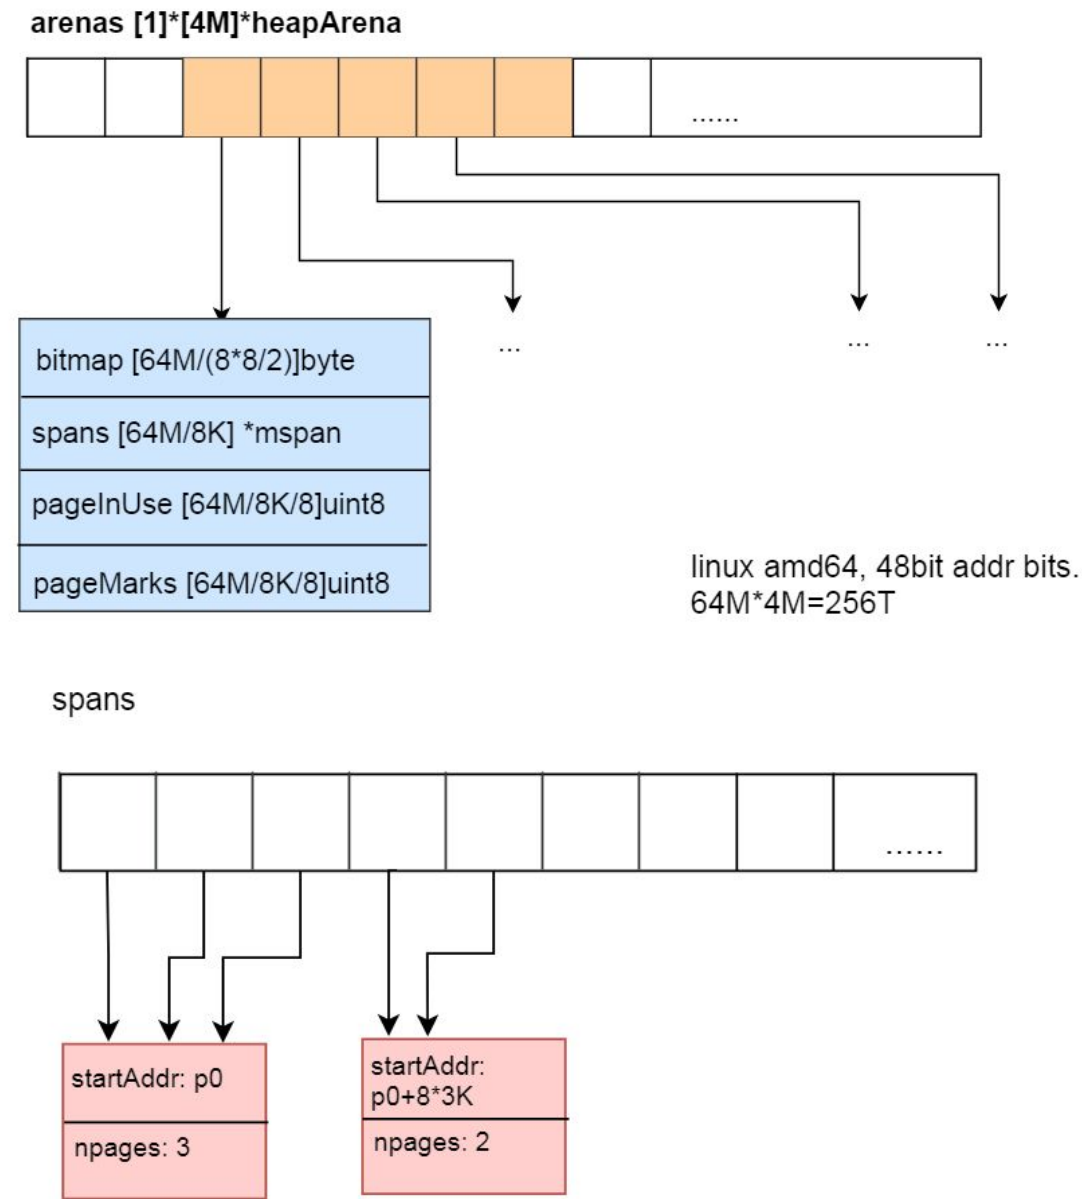 arenas [1]*[4M]*heapArena
......
bitmap [64M/(8*8/2)]byte
...
...
...
spans [64M/8K] *mspan
pageInUse [64M/8K/8]uint8
pageMarks [64M/8K/8]uint8
linux amd64, 48bit addr bits.
64M*4M=256T
spans
......
startAddr: p0
npages: 3
startAddr:
p0+8*3K
npages: 2